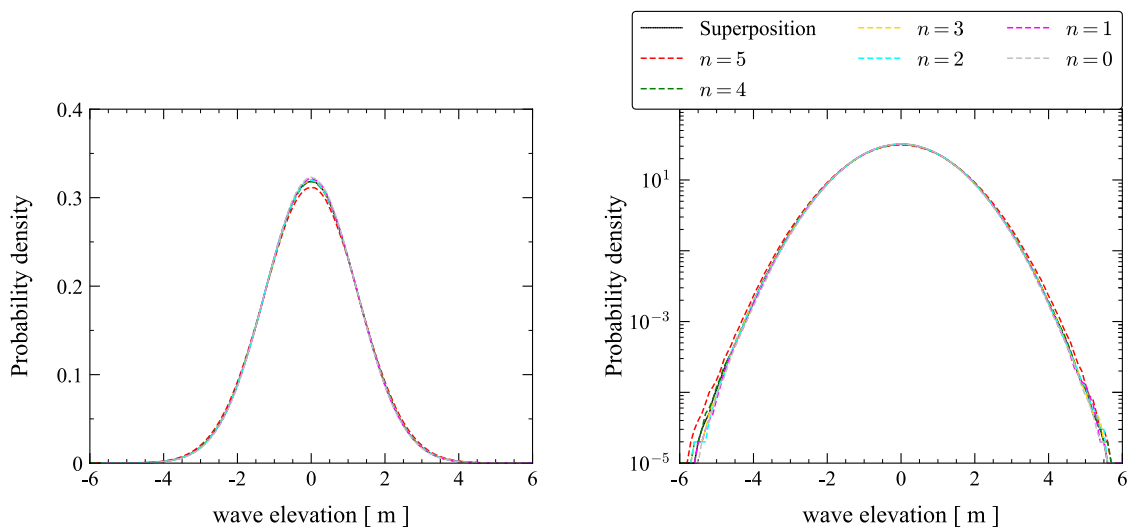 Superposition
n = 5
n = 4
n = 3
n = 2
n = 1
n = 0
Probability density
0.4
0.3
0.2
0.1
0
-6
-4
-2
0
2
4
6
wave elevation [ m ]
Probability density
10^1
10^−3
10^−5
-6
-4
-2
0
2
4
6
wave elevation [ m ]